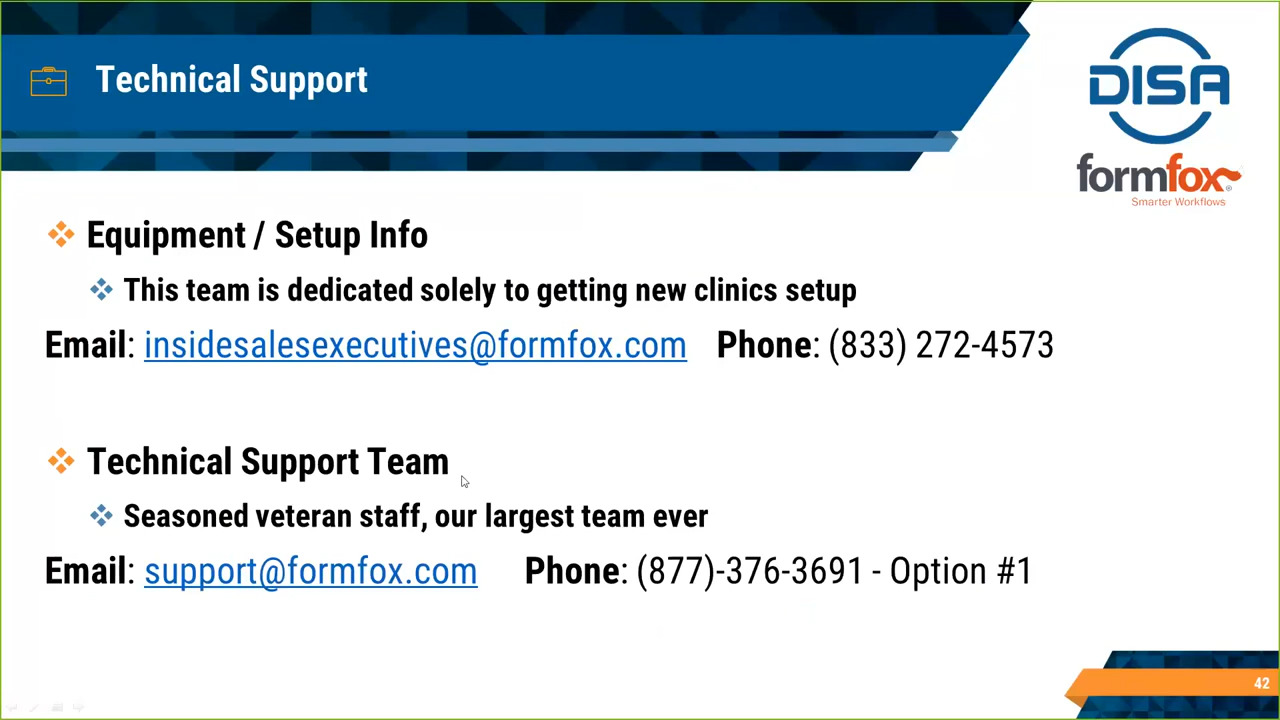 Technical Support
DISA
formfox
Smarter Workflows
Equipment / Setup Info
This team is dedicated solely to getting new clinics setup
Email: insidesalesexecutives@formfox.com Phone: (833) 272-4573
Technical Support Team
Seasoned veteran staff, our largest team ever
Email: support@formfox.com Phone: (877)-376-3691 - Option #1
42